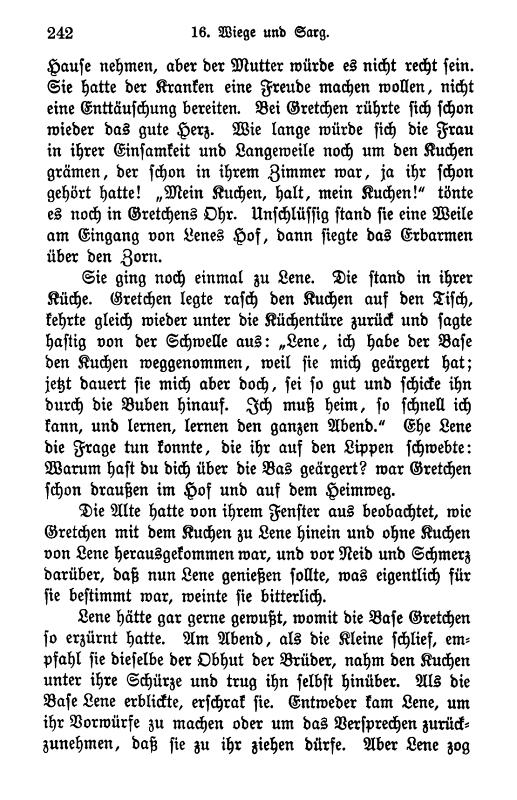 242 16. Wiege und Sarg.
Hause nehmen, aber der Mutter würde es nicht recht sein.
Sie hatte der Kranken eine Freude machen wollen, nicht
eine Enttäuschung bereiten. Bei Gretchen rührte sich schon
wieder das gute Herz. Wie lange würde sich die Frau
in ihrer Einsamkeit und Langeweile noch um den Kuchen
grämen, der schon in ihrem Zimmer war, ja ihr schon
gehört hatte! „Mein Kuchen, halt, mein Kuchen!“ tönte
es noch in Gretchens Ohr. Unschlüssig stand sie eine Weile
am Eingang von Lenes Hof, dann siegte das Erbarmen
über den Zorn.
Sie ging noch einmal zu Lene. Die stand in ihrer
Küche. Gretchen legte rasch den Kuchen auf den Tisch,
kehrte gleich wieder unter die Küchentüre zurück und sagte
hastig von der Schwelle aus: „Lene, ich habe der Base
den Kuchen weggenommen, weil sie mich geärgert hat;
jetzt dauert sie mich aber doch, sei so gut und schicke ihn
durch die Buben hinauf. Ich muß heim, so schnell ich
kann, und lernen, lernen den ganzen Abend.“ Ehe Lene
die Frage tun konnte, die ihr auf den Lippen schwebte:
Warum hast du dich über die Bas geärgert? war Gretchen
schon draußen im Hof und auf dem Heimweg.
Die Alte hatte von ihrem Fenster aus beobachtet, wie
Gretchen mit dem Kuchen zu Lene hinein und ohne Kuchen
von Lene herausgekommen war, und vor Neid und Schmerz
darüber, daß nun Lene genießen sollte, was eigentlich für
sie bestimmt war, weinte sie bitterlich.
Lene hätte gar gerne gewußt, womit die Base Gretchen
so erzürnt hatte. Am Abend, als die Kleine schlief, em-
pfahl sie dieselbe der Obhut der Brüder, nahm den Kuchen
unter ihre Schürze und trug ihn selbst hinüber. Als die
Base Lene erblickte, erschrak sie. Entweder kam Lene, um
ihr Vorwürfe zu machen oder um das Versprechen zurück-
zunehmen, daß sie zu ihr ziehen dürfe. Aber Lene zog